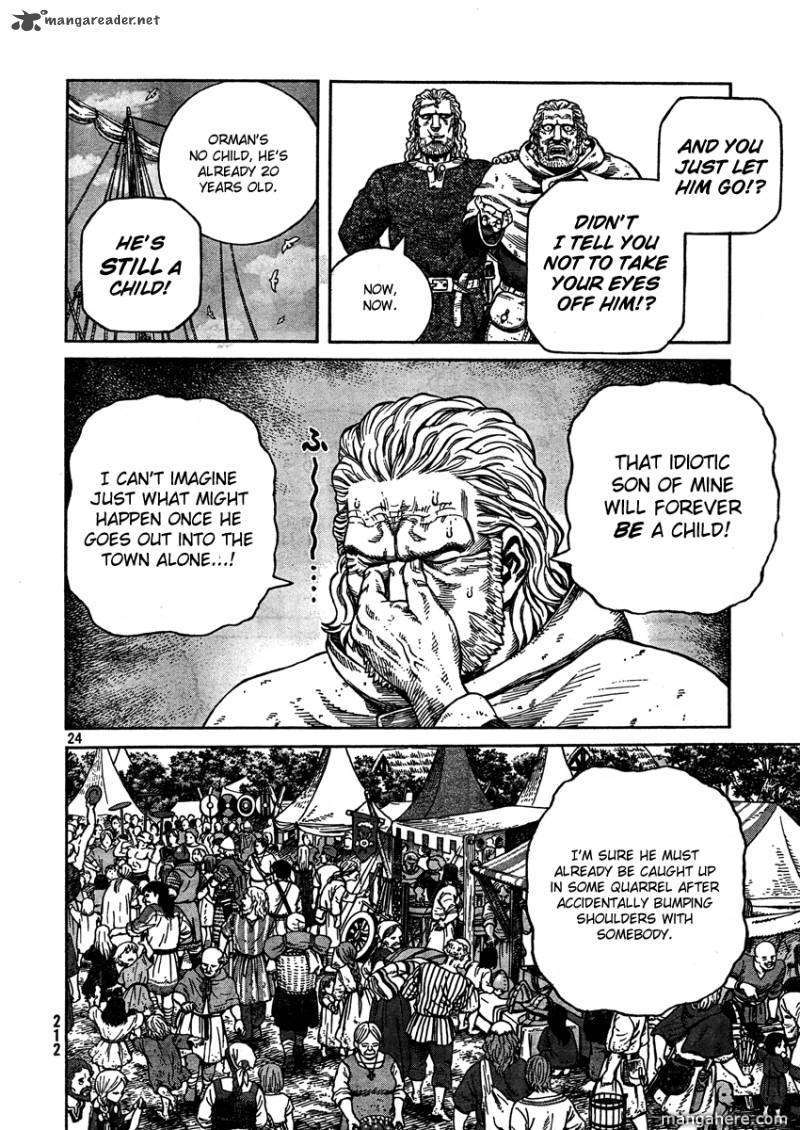 mangareader.net
AND YOU
JUST LET
HIM GO!?
DIDN'T
I TELL YOU
NOT TO TAKE
YOUR EYES
OFF HIM!?
NOW,
NOW.
ORMAN'S
NO CHILD, HE'S
ALREADY 20
YEARS OLD.
HE'S
STILL A
CHILD!
THAT IDIOTIC
SON OF MINE
WILL FOREVER
BE A CHILD!
ふ〜〜…
I CAN'T IMAGINE
JUST WHAT MIGHT
HAPPEN ONCE HE
GOES OUT INTO THE
TOWN ALONE...!
24
I'M SURE HE MUST
ALREADY BE CAUGHT UP
IN SOME QUARREL AFTER
ACCIDENTALLY BUMPING
SHOULDERS WITH
SOMEBODY.
212
mangahere.com